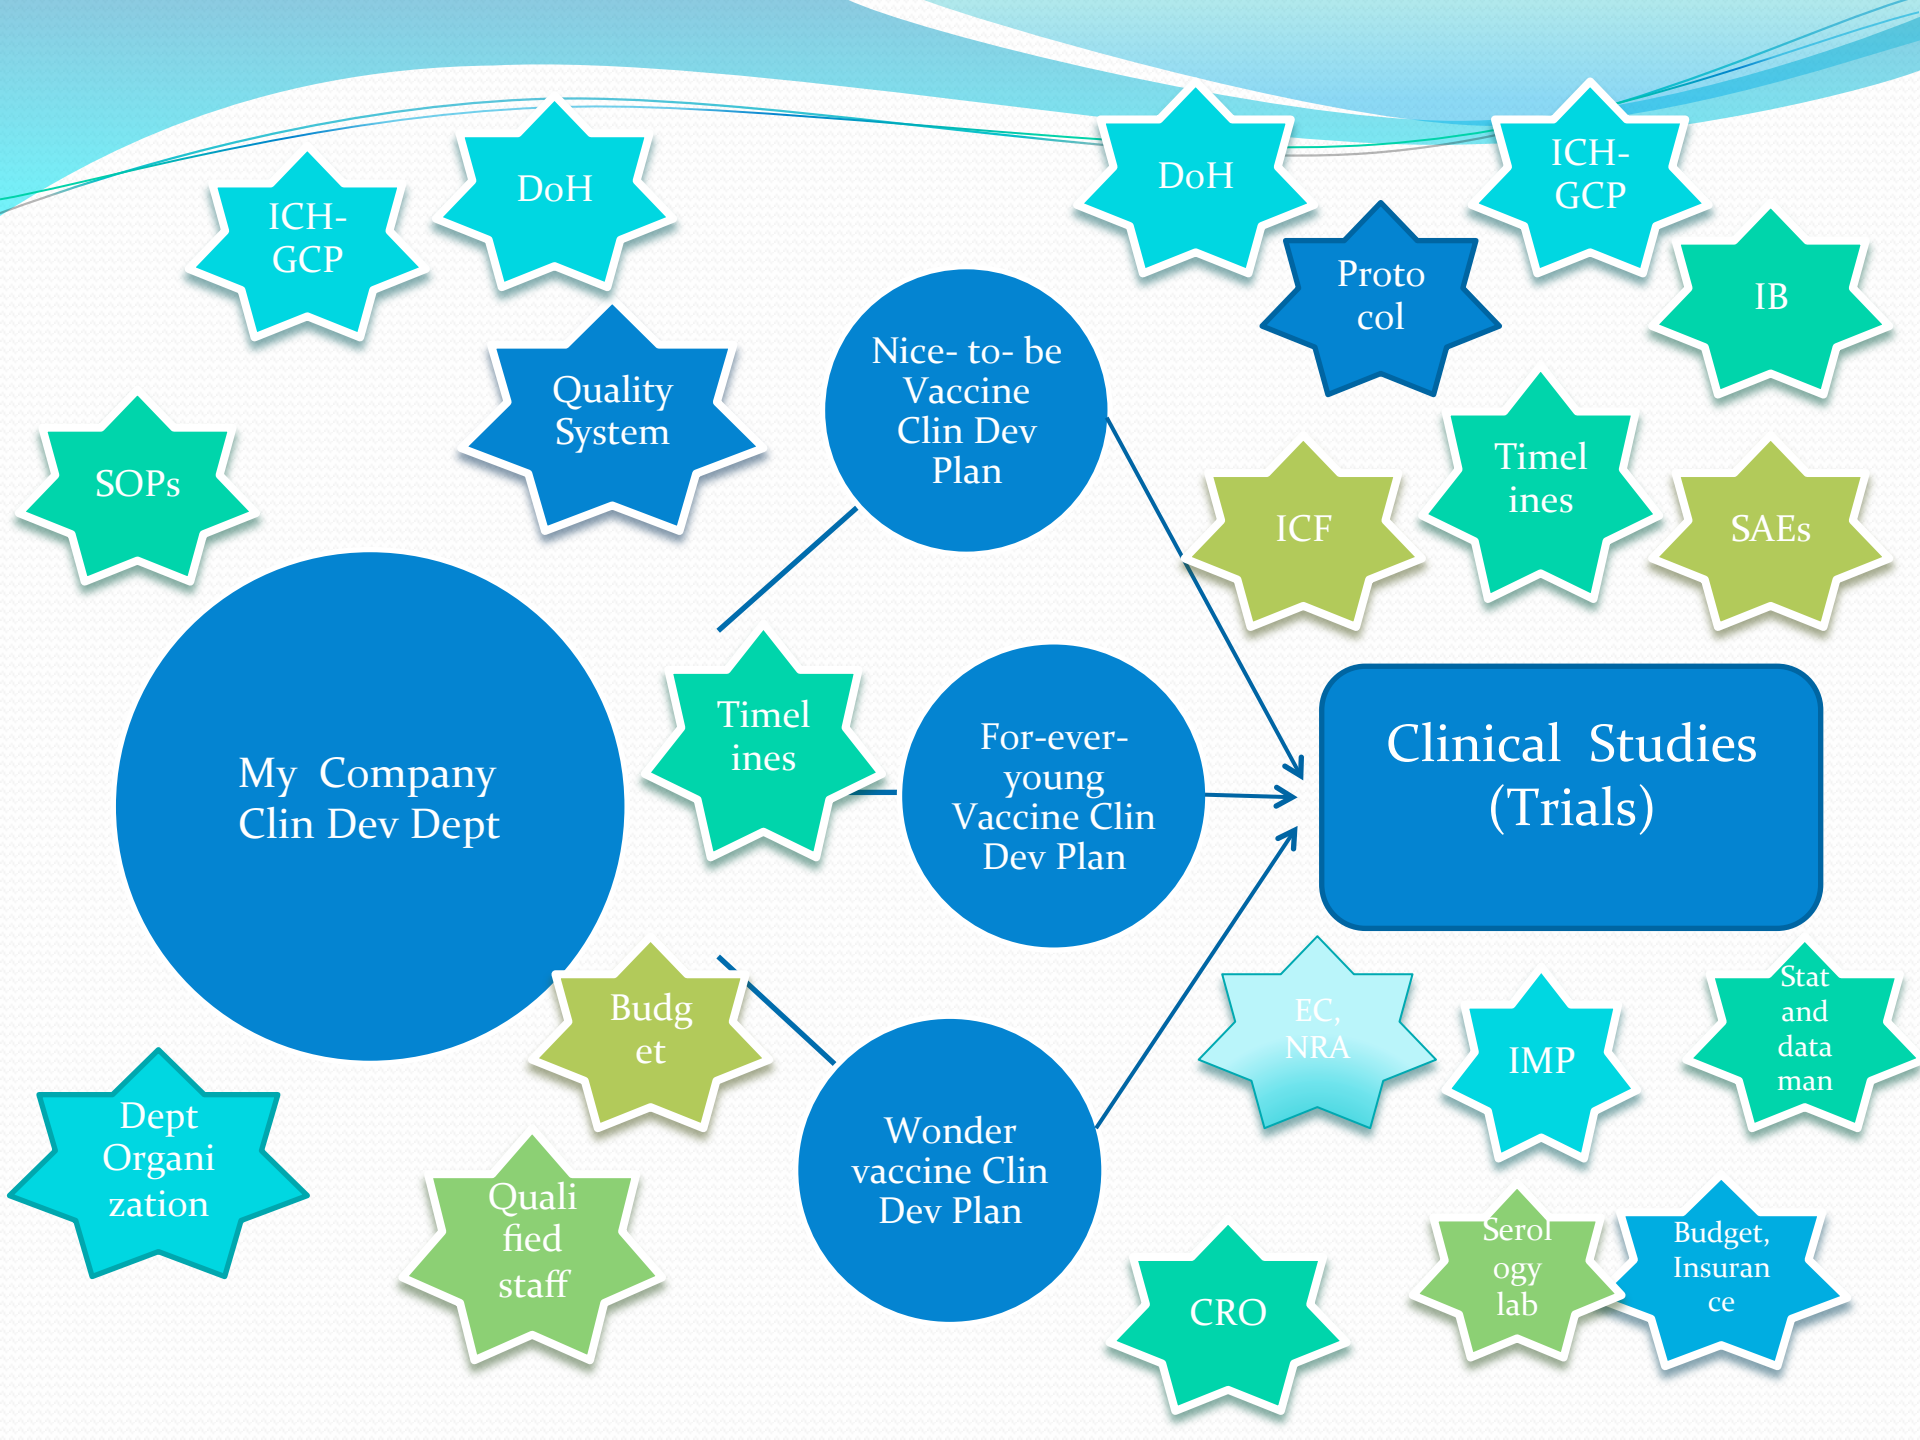 ICH-
GCP
DoH
DoH
ICH-
GCP
Proto
col
IB
Quality
System
SOPs
Nice- to- be
Vaccine
Clin Dev
Plan
ICF
Timel
ines
SAEs
My  Company
Clin Dev Dept
Timel
ines
For-ever-
young
Vaccine Clin
Dev Plan
Clinical  Studies
(Trials)
Budg
et
EC,
NRA
IMP
Stat
and
data
man
Dept
Organi
zation
Quali
fied
staff
Wonder
vaccine Clin
Dev Plan
CRO
Serol
ogy
lab
Budget,
Insuran
ce